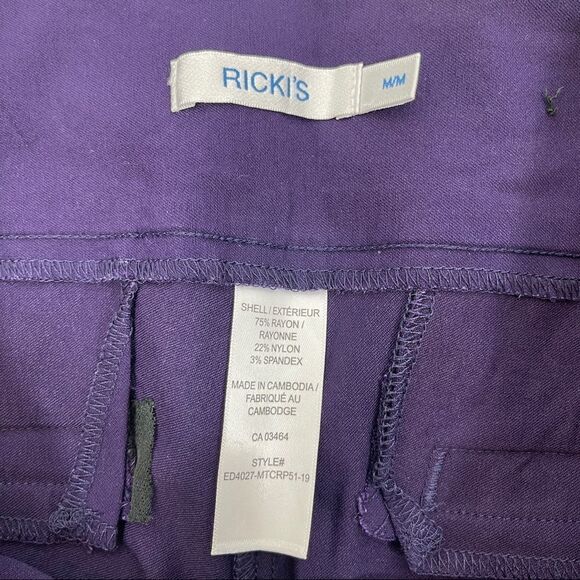 RICKI'S
M/M
SHELL / EXTÉRIEUR
75% RAYON /
RAYONNE
22% NYLON
3% SPANDEX
MADE IN CAMBODIA /
FABRIQUÉ AU
CAMBODGE
CA 03464
STYLE#
ED4027-MTCRP51-19